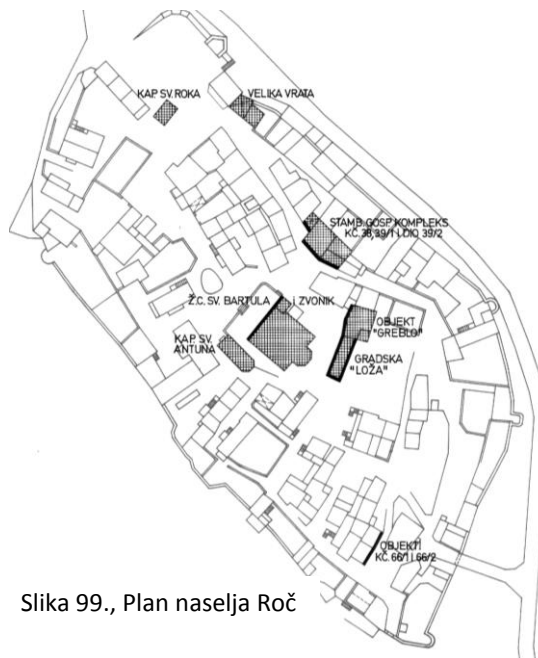 KAP. SV. ROKA
VELIKA VRATA
STAMB. GOSP. KOMPLEKS
KČ. 38, 39/1 I DIO 39/2
Ž.C. SV. BARTULA i ZVONIK
KAP. SV.
ANTUNA
OBJEKT
"GREBLO"
GRADSKA
"LOŽA"
OBJEKTI
KČ. 66/1 I 66/2
Slika 99., Plan naselja Roč